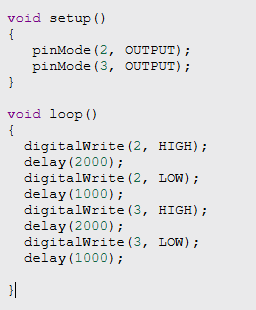 void setup()
{
   pinMode(2, OUTPUT);
   pinMode(3, OUTPUT);
}

void loop()
{
  digitalWrite(2, HIGH);
  delay(2000);
  digitalWrite(2, LOW);
  delay(1000);
  digitalWrite(3, HIGH);
  delay(2000);
  digitalWrite(3, LOW);
  delay(1000);

}